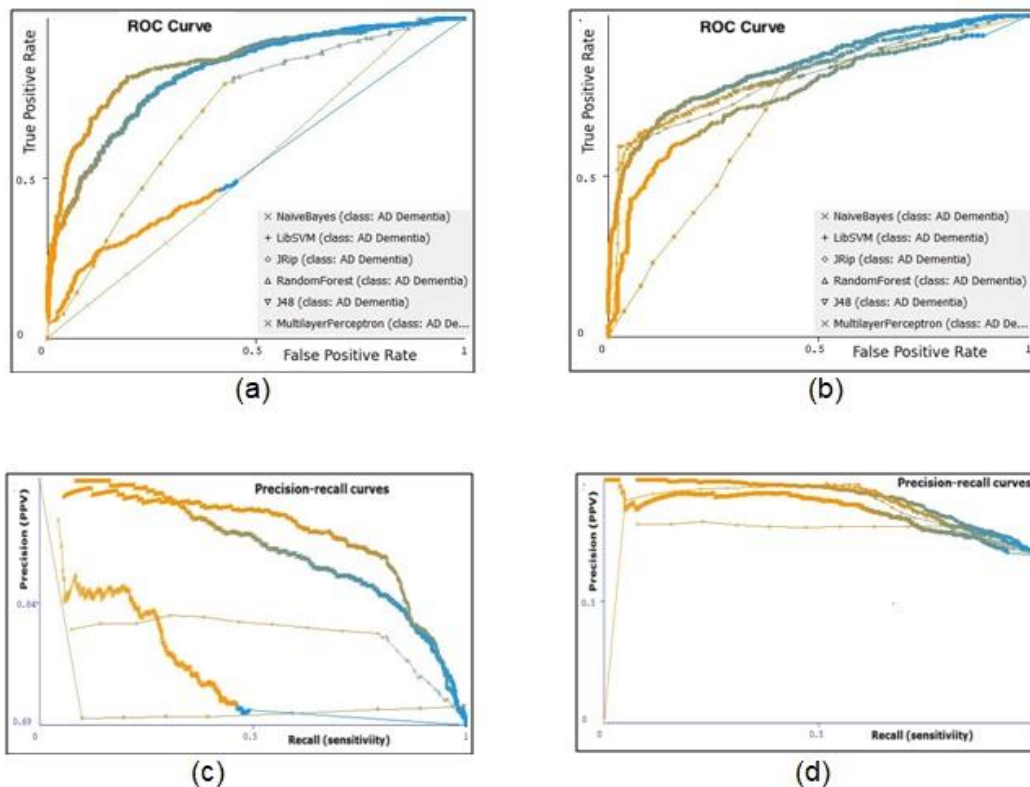 ROC Curve
True Positive Rate
0.5
0
× NaiveBayes (class: AD Dementia)
+ LibSVM (class: AD Dementia)
◇ JRip (class: AD Dementia)
△ RandomForest (class: AD Dementia)
▽ J48 (class: AD Dementia)
× MultilayerPerceptron (class: AD De...
0
0.5
1
False Positive Rate
(a)
ROC Curve
True Positive Rate
0.5
0
× NaiveBayes (class: AD Dementia)
+ LibSVM (class: AD Dementia)
◇ JRip (class: AD Dementia)
△ RandomForest (class: AD Dementia)
▽ J48 (class: AD Dementia)
× MultilayerPerceptron (class: AD De...
0
0.5
1
False Positive Rate
(b)
Precision-recall curves
Precision (PPV)
0.84
0.69
0
0.5
1
Recall (sensitiviity)
(c)
Precision-recall curves
Precision (PPV)
0
Recall (sensitiviity)
(d)